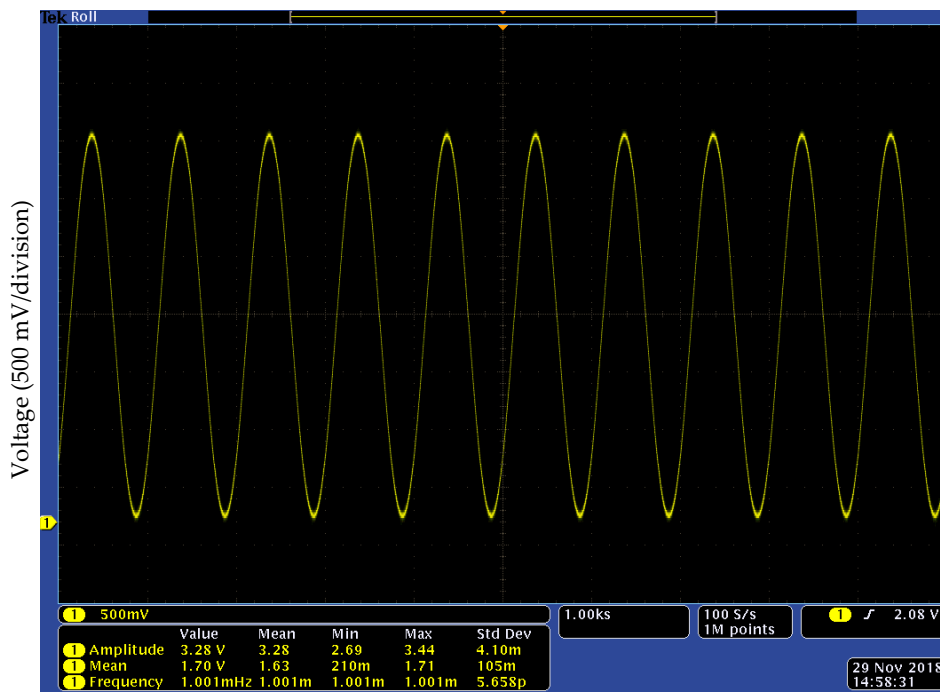 Tek Roll
Voltage (500 mV/division)
1
1 500mV
1.00ks
100 S/s
1M points
1 2.08 V
Value Mean Min Max Std Dev
1 Amplitude 3.28 V 3.28 2.69 3.44 4.10m
1 Mean 1.70 V 1.63 210m 1.71 105m
1 Frequency 1.001mHz 1.001m 1.001m 1.001m 5.658p
29 Nov 2018
14:58:31